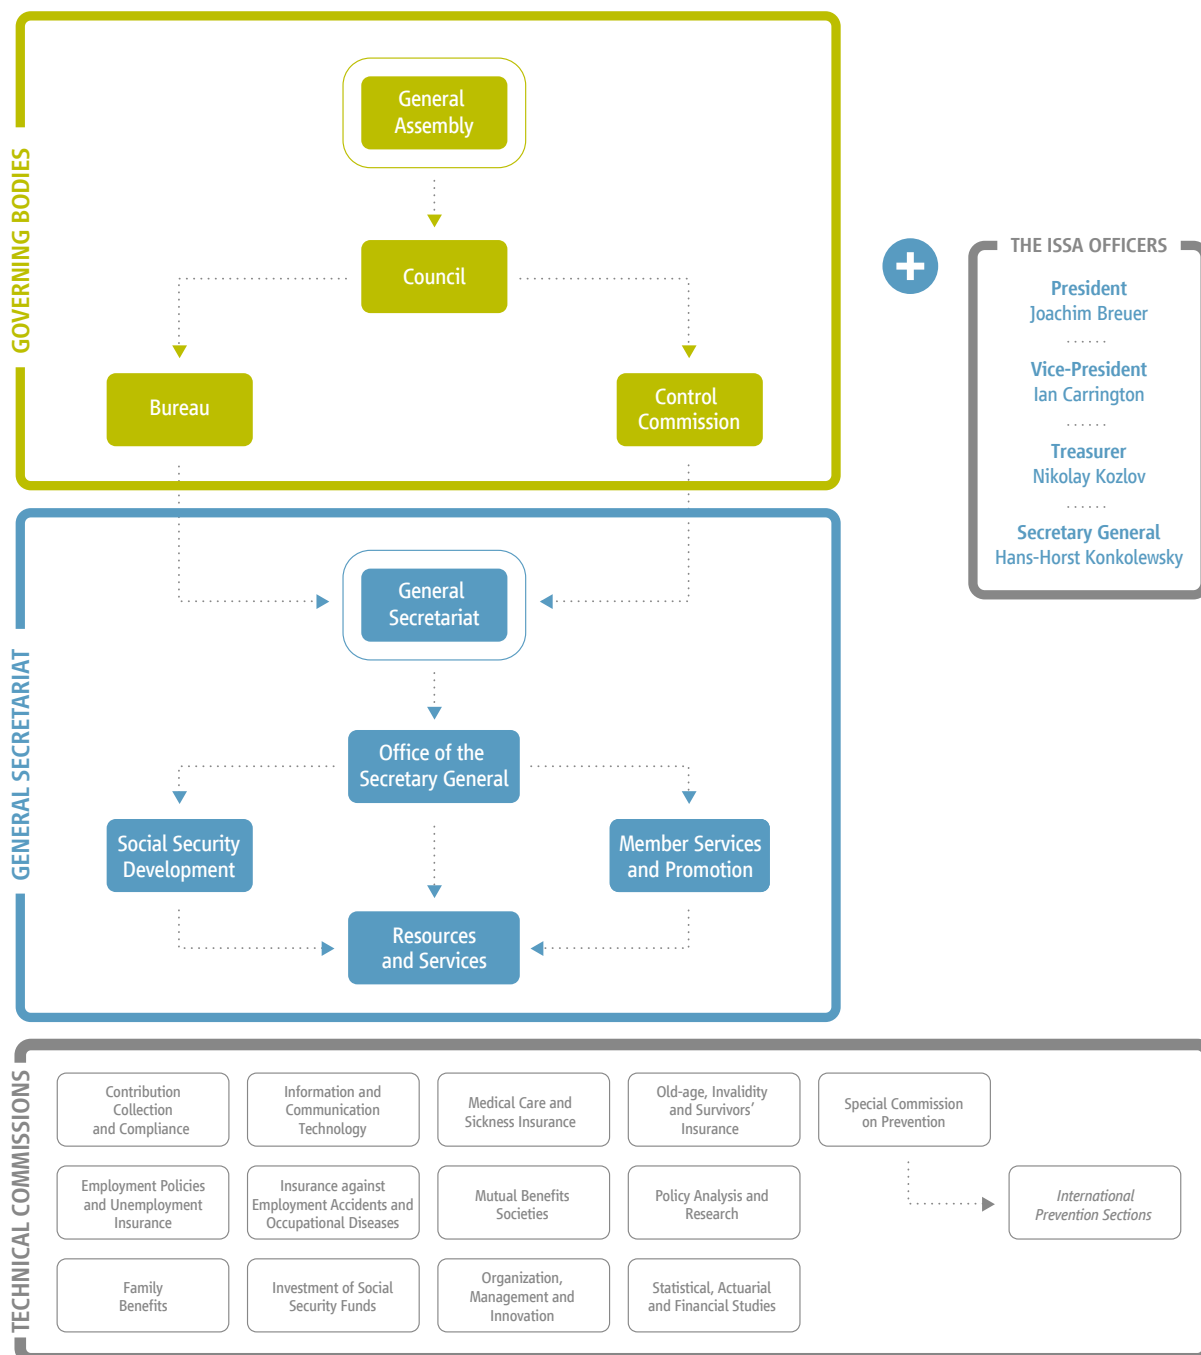 GOVERNING BODIES
General
Assembly
Council
Bureau
Control
Commission
THE ISSA OFFICERS
President
Joachim Breuer
Vice-President
Ian Carrington
Treasurer
Nikolay Kozlov
Secretary General
Hans-Horst Konkolewsky
GENERAL SECRETARIAT
General
Secretariat
Office of the
Secretary General
Social Security
Development
Member Services
and Promotion
Resources
and Services
TECHNICAL COMMISSIONS
Contribution
Collection
and Compliance
Information and
Communication
Technology
Medical Care and
Sickness Insurance
Old-age, Invalidity
and Survivors’
Insurance
Special Commission
on Prevention
Employment Policies
and Unemployment
Insurance
Insurance against
Employment Accidents and
Occupational Diseases
Mutual Benefits
Societies
Policy Analysis and
Research
International
Prevention Sections
Family
Benefits
Investment of Social
Security Funds
Organization,
Management and
Innovation
Statistical, Actuarial
and Financial Studies